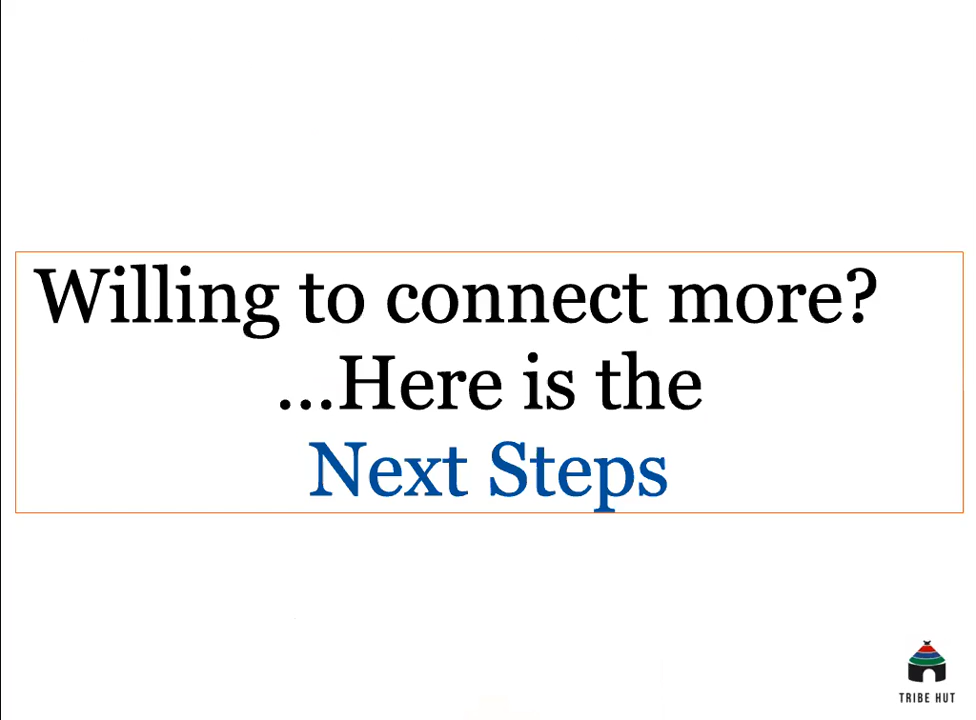 Willing to connect more?
...Here is the
Next Steps
TRIBE HUT